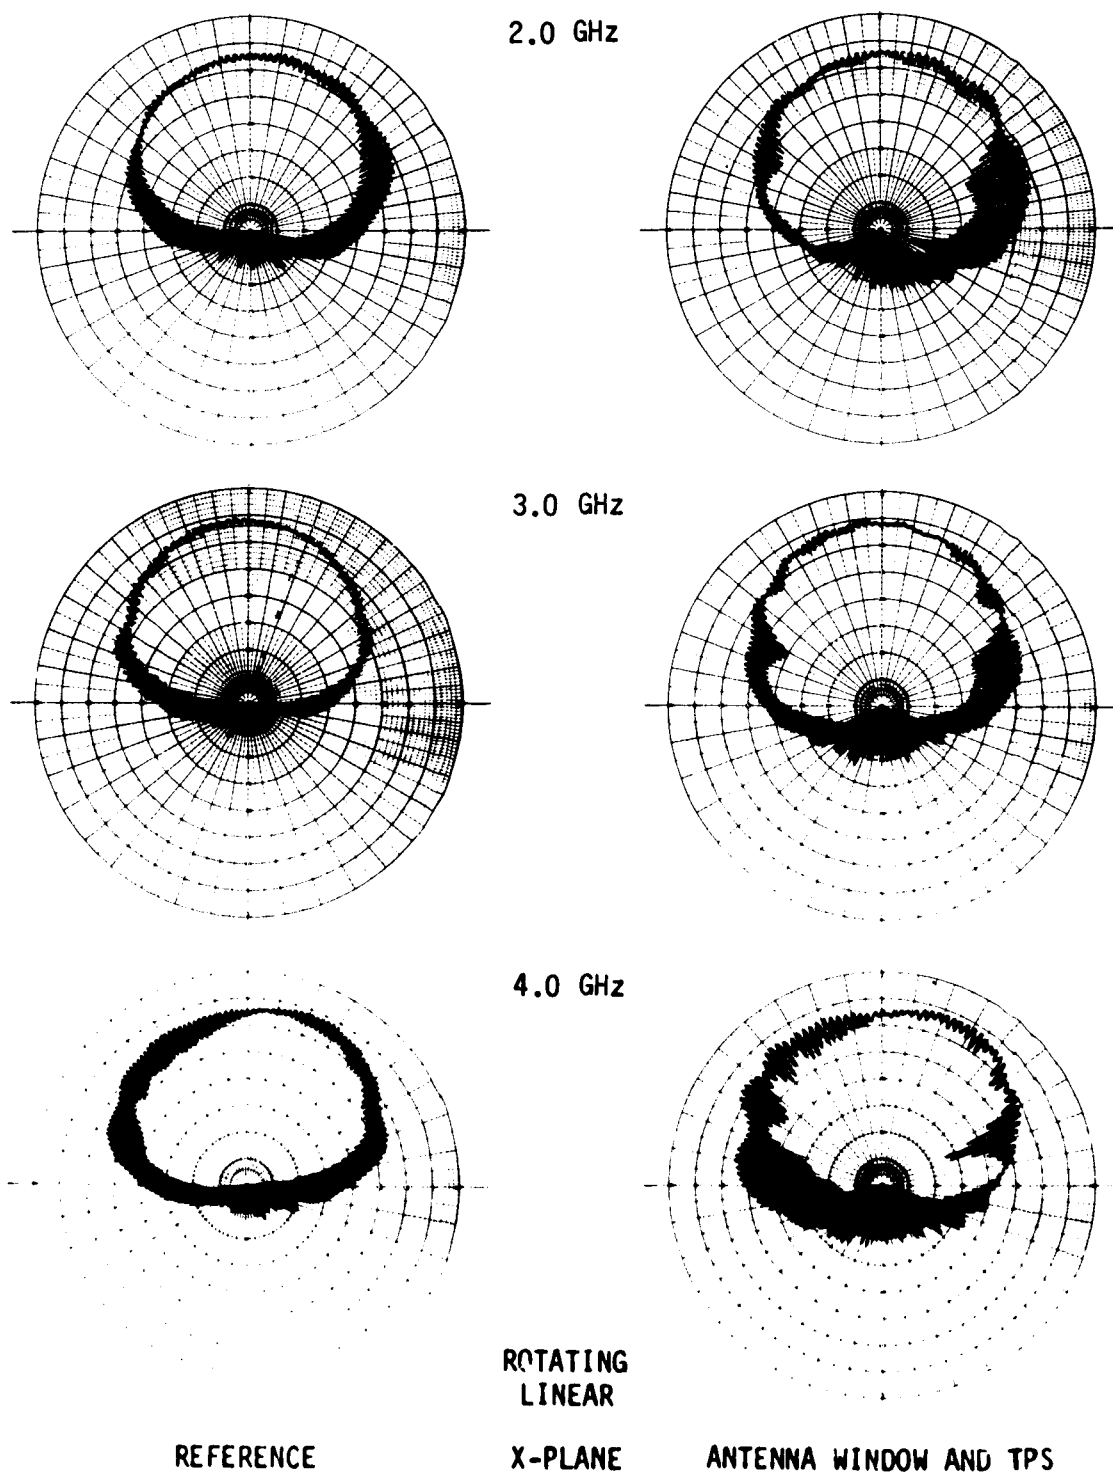 2.0 GHz
3.0 GHz
4.0 GHz
ROTATING
LINEAR
REFERENCE X-PLANE ANTENNA WINDOW AND TPS